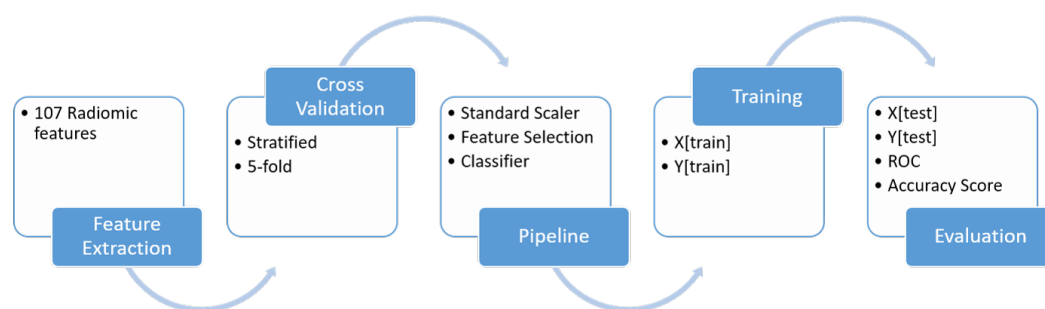 • 107 Radiomic
features
Feature
Extraction
Cross
Validation
• Stratified
• 5-fold
• Standard Scaler
• Feature Selection
• Classifier
Pipeline
Training
• X[train]
• Y[train]
• X[test]
• Y[test]
• ROC
• Accuracy Score
Evaluation